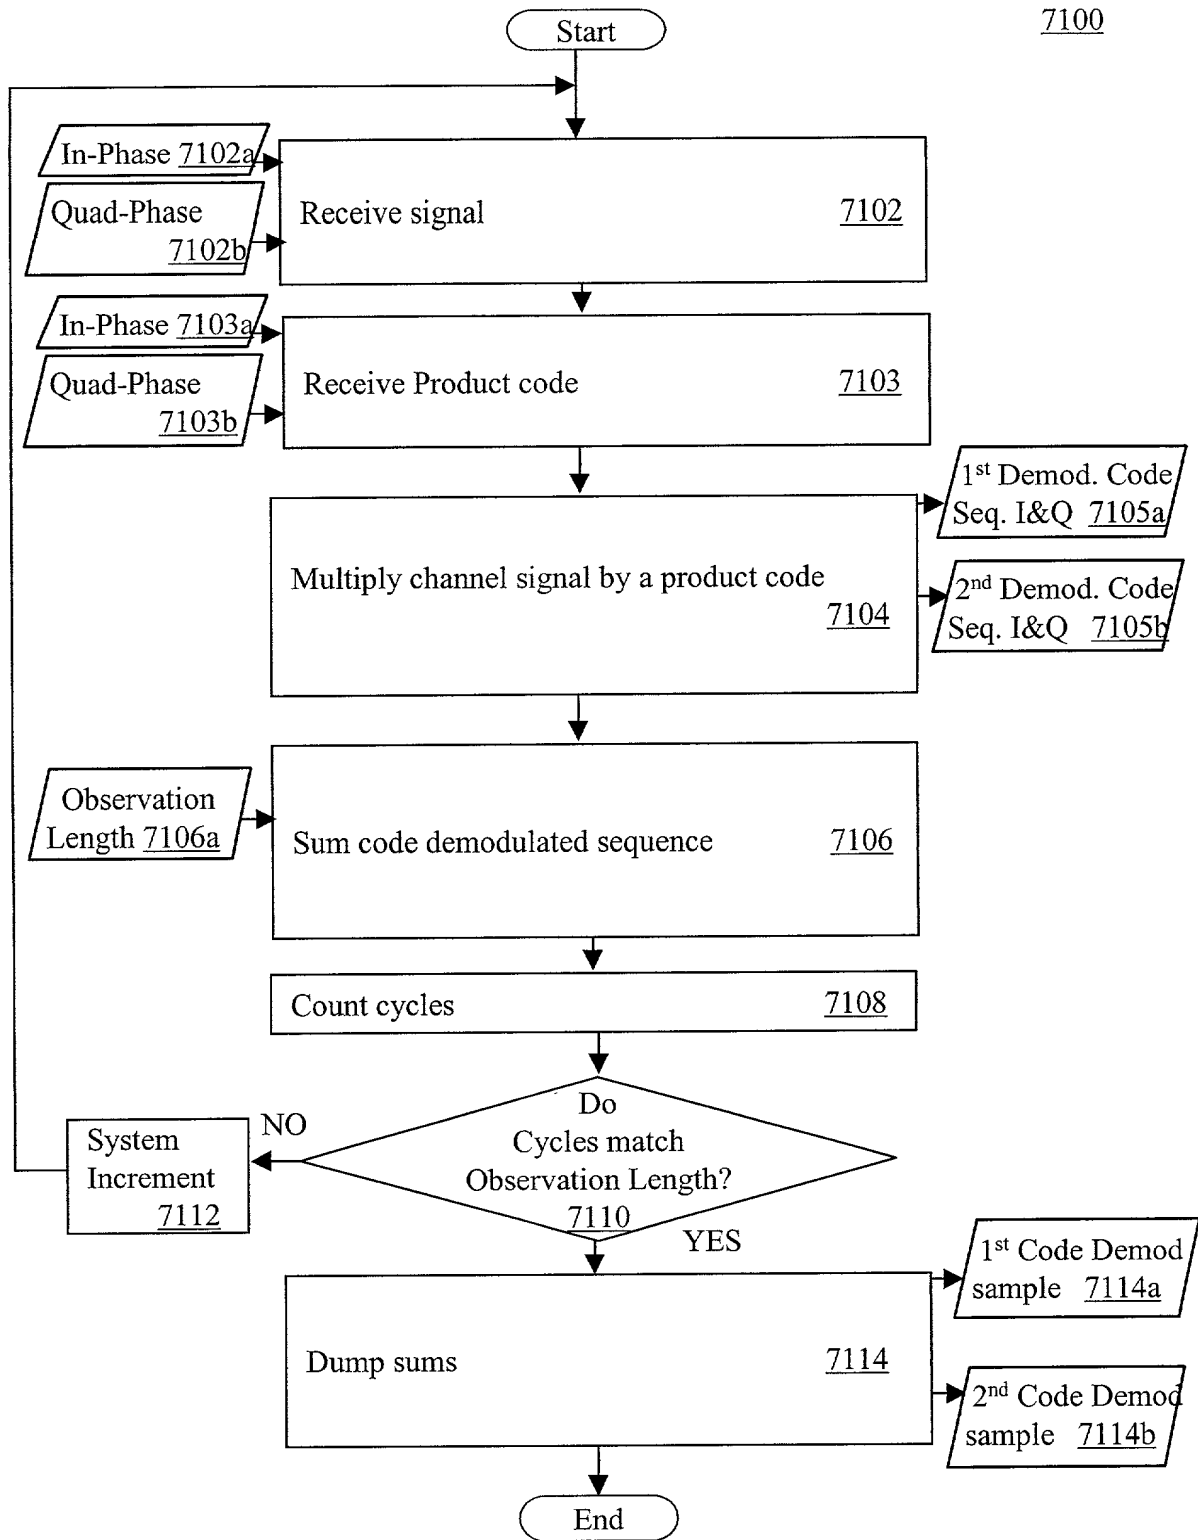 7100
Start
In-Phase 7102a
Quad-Phase
7102b
Receive signal 7102
In-Phase 7103a
Quad-Phase
7103b
Receive Product code 7103
1st Demod. Code
Seq. I&Q 7105a
Multiply channel signal by a product code
7104
2nd Demod. Code
Seq. I&Q 7105b
Observation
Length 7106a
Sum code demodulated sequence 7106
Count cycles 7108
Do
Cycles match
Observation Length?
7110
NO
System
Increment
7112
YES
1st Code Demod
sample 7114a
Dump sums 7114
2nd Code Demod
sample 7114b
End